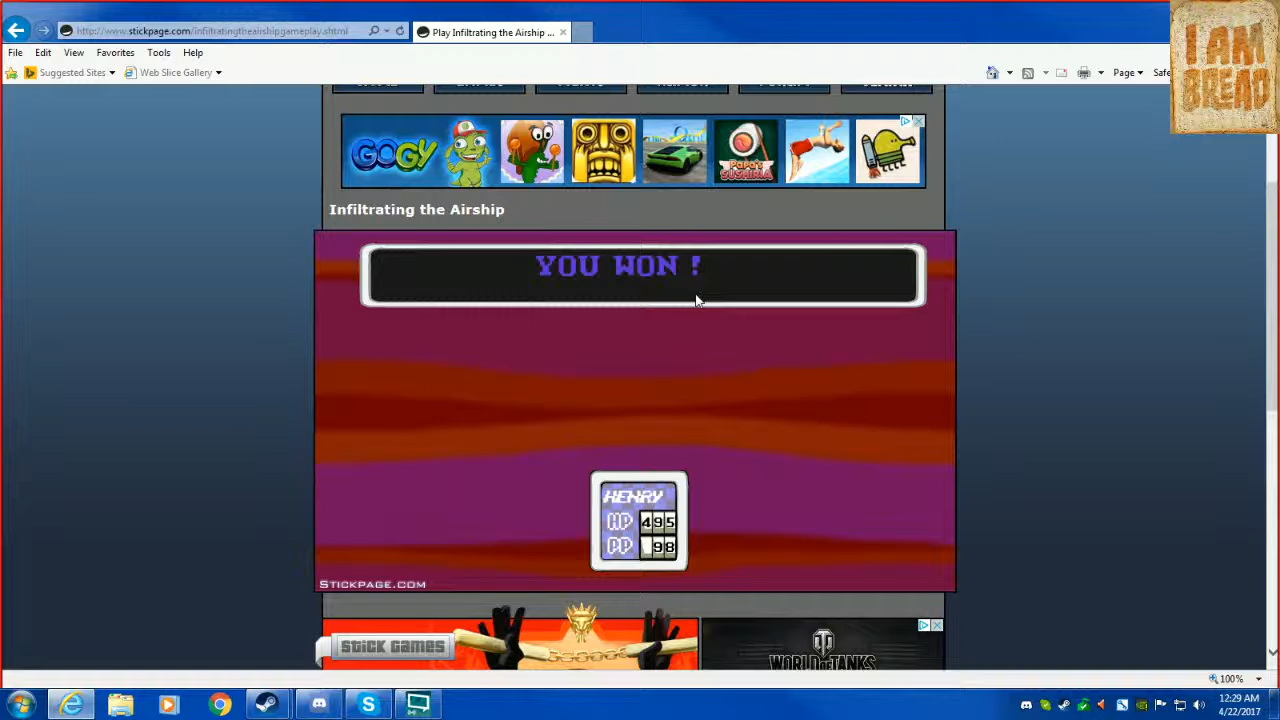 http://www.stickpage.com/infiltratingtheairshipgameplay.shtml
Play Infiltrating the Airship ...
File Edit View Favorites Tools Help
Suggested Sites
Web Slice Gallery
Page
Safe
I AM
BREAD
GOGY
Papa's
SUSHIRIA
Infiltrating the Airship
YOU WON !
HENRY
HP 495
PP 98
STICKPAGE.COM
STICK GAMES
WORLD OF TANKS
100%
12:29 AM
4/22/2017